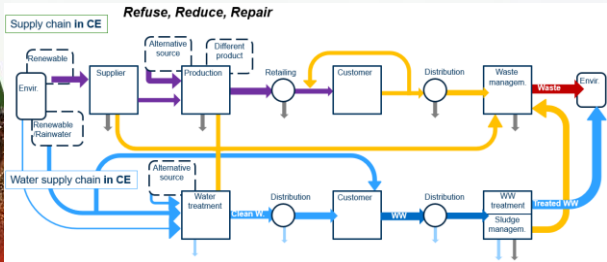 Refuse, Reduce, Repair
Supply chain in CE
Renewable
Alternative
source
Different
product
Envir.
Supplier
Production
Retailing
Customer
Distribution
Waste
managem.
Waste
Envir.
Renewable
/Rainwater
Water supply chain in CE
Alternative
source
Water
treatment
Clean W.
Distribution
Customer
WW
Distribution
WW
treatment
Sludge
managem.
Treated WW